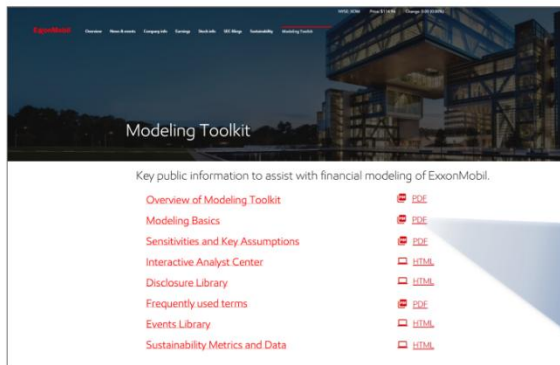 NYSE: XOM
ExxonMobil Overview News & events Company info Earnings Stock info SEC filings Sustainability Modeling Toolkit
Modeling Toolkit
Key public information to assist with financial modeling of ExxonMobil.
Overview of Modeling Toolkit PDF
Modeling Basics PDF
Sensitivities and Key Assumptions PDF
Interactive Analyst Center HTML
Disclosure Library HTML
Frequently used terms PDF
Events Library HTML
Sustainability Metrics and Data HTML